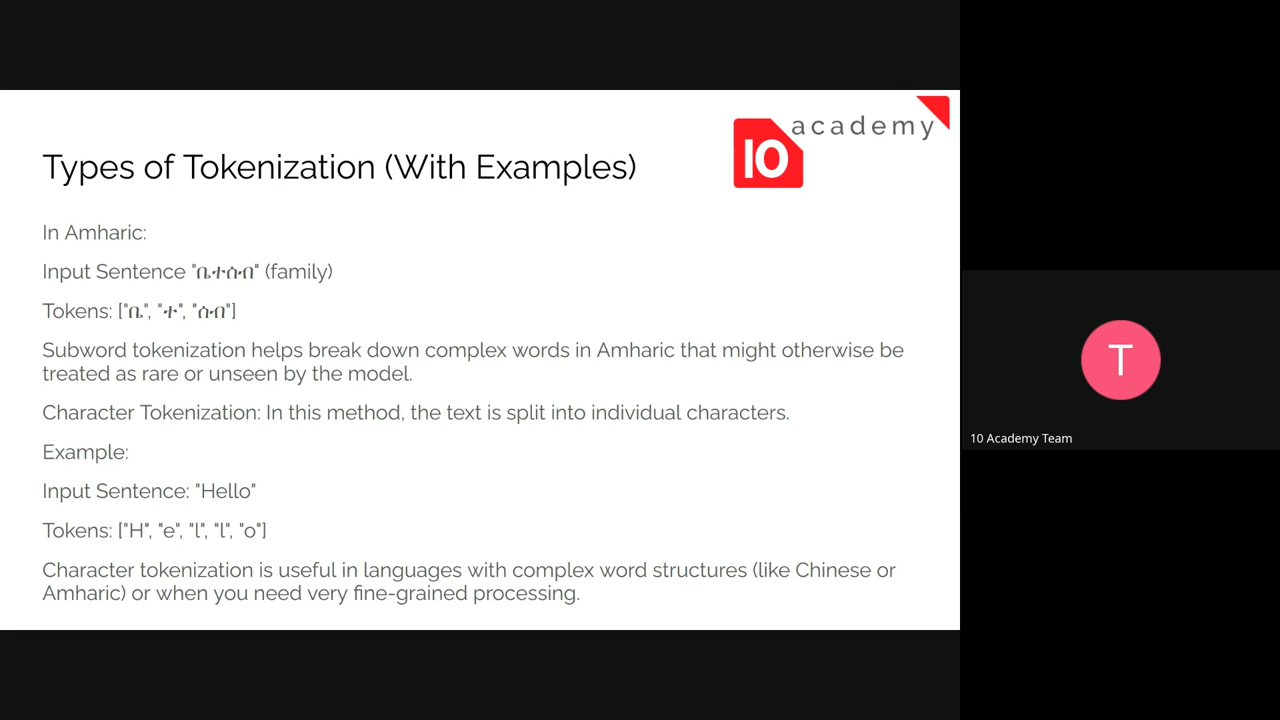 10 academy
Types of Tokenization (With Examples)
In Amharic:
Input Sentence "ቤተሰብ" (family)
Tokens: ["ቤ", "ተ", "ሰብ"]
Subword tokenization helps break down complex words in Amharic that might otherwise be
treated as rare or unseen by the model.
Character Tokenization: In this method, the text is split into individual characters.
Example:
Input Sentence: "Hello"
Tokens: ["H", "e", "l", "l", "o"]
Character tokenization is useful in languages with complex word structures (like Chinese or
Amharic) or when you need very fine-grained processing.
T
10 Academy Team